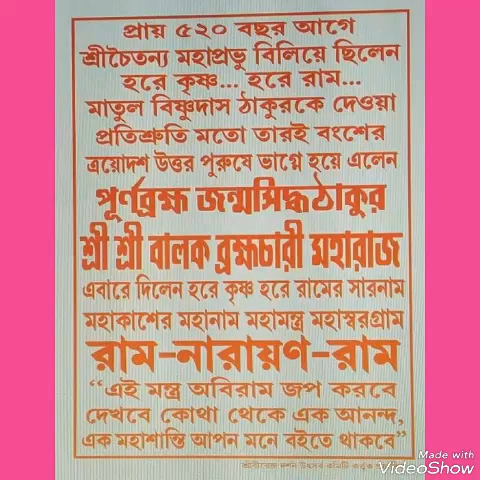 প্রায় ৫২০ বছর আগে
শ্রীচৈতন্য মহাপ্রভু বিলিয়ে ছিলেন
হরে কৃষ্ণ... হরে রাম...
মাতুল বিষ্ণুদাস ঠাকুরকে দেওয়া
প্রতিশ্রুতি মতো তারই বংশের
ত্রয়োদশ উত্তর পুরুষে ভাগ্নে হয়ে এলেন
পূর্ণব্রহ্ম জন্মসিদ্ধ ঠাকুর
শ্রী শ্রী বালক ব্রহ্মচারী মহারাজ
এবারে দিলেন হরে কৃষ্ণ হরে রামের সারনাম
মহাকাশের মহানাম মহামন্ত্র মহাস্বরগ্রাম
রাম-নারায়ণ-রাম
“এই মন্ত্র অবিরাম জপ করবে
দেখবে কোথা থেকে এক আনন্দ,
এক মহাশান্তি আপন মনে বইতে থাকবে”
Made with
VideoShow